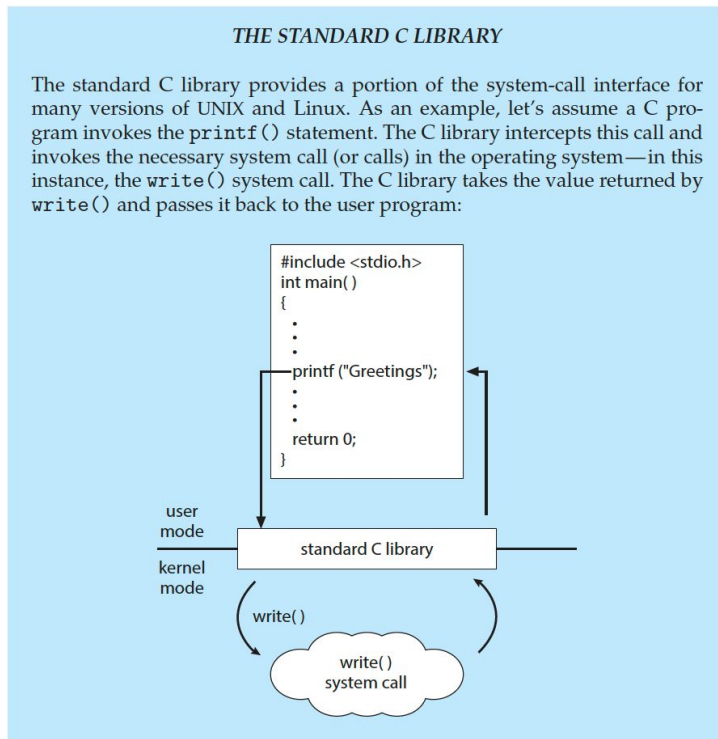 THE STANDARD C LIBRARY
The standard C library provides a portion of the system-call interface for
many versions of UNIX and Linux. As an example, let's assume a C pro-
gram invokes the printf() statement. The C library intercepts this call and
invokes the necessary system call (or calls) in the operating system—in this
instance, the write() system call. The C library takes the value returned by
write() and passes it back to the user program:
#include <stdio.h>
int main( )
{
.
.
.
printf ("Greetings");
.
.
.
return 0;
}
user
mode
standard C library
kernel
mode
write( )
write( )
system call